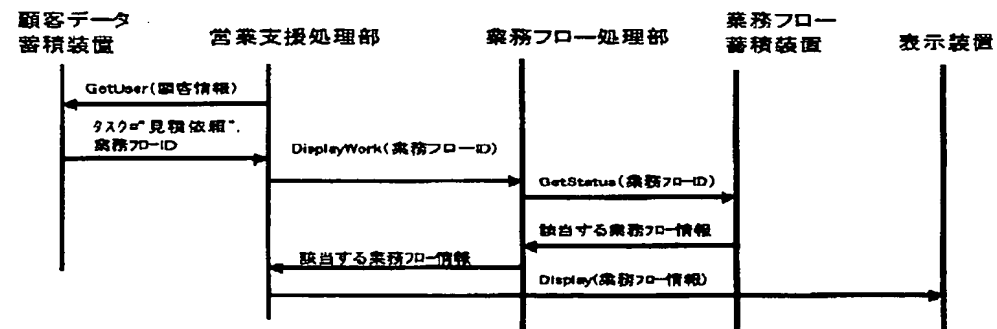 顧客データ
蓄積装置
営業支援処理部
業務フロー処理部
業務フロー
蓄積装置
表示装置
GetUser(顧客情報)
タスク="見積依頼",
業務フローID
DisplayWork(業務フローID)
GetStatus(業務フローID)
該当する業務フロー情報
該当する業務フロー情報
Display(業務フロー情報)